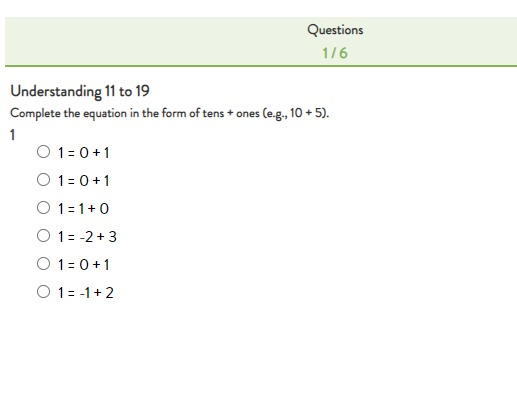 Questions
1/6
Understanding 11 to 19
Complete the equation in the form of tens + ones (e.g., 10 + 5).
1
1 = 0 + 1
1 = 0 + 1
1 = 1 + 0
1 = -2 + 3
1 = 0 + 1
1 = -1 + 2